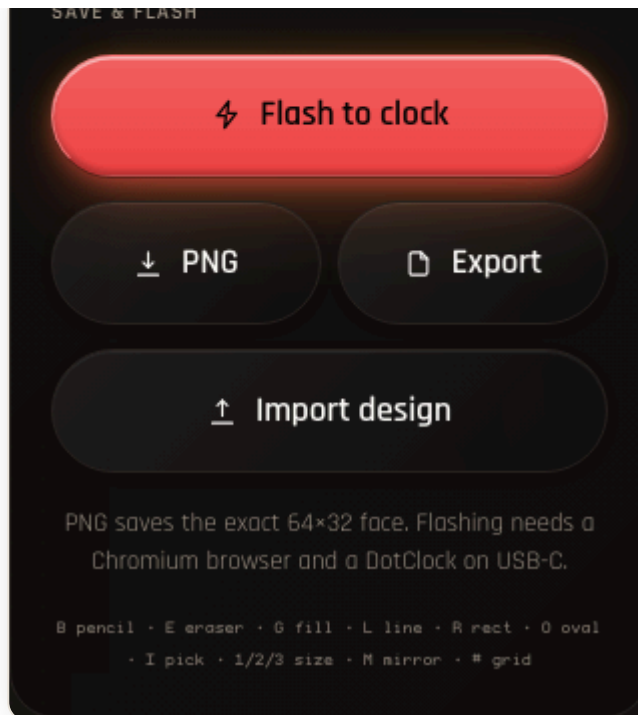 SAVE & FLASH
Flash to clock
PNG
Export
Import design
PNG saves the exact 64×32 face. Flashing needs a
Chromium browser and a DotClock on USB-C.
B pencil · E eraser · G fill · L line · R rect · O oval
· I pick · 1/2/3 size · M mirror · # grid